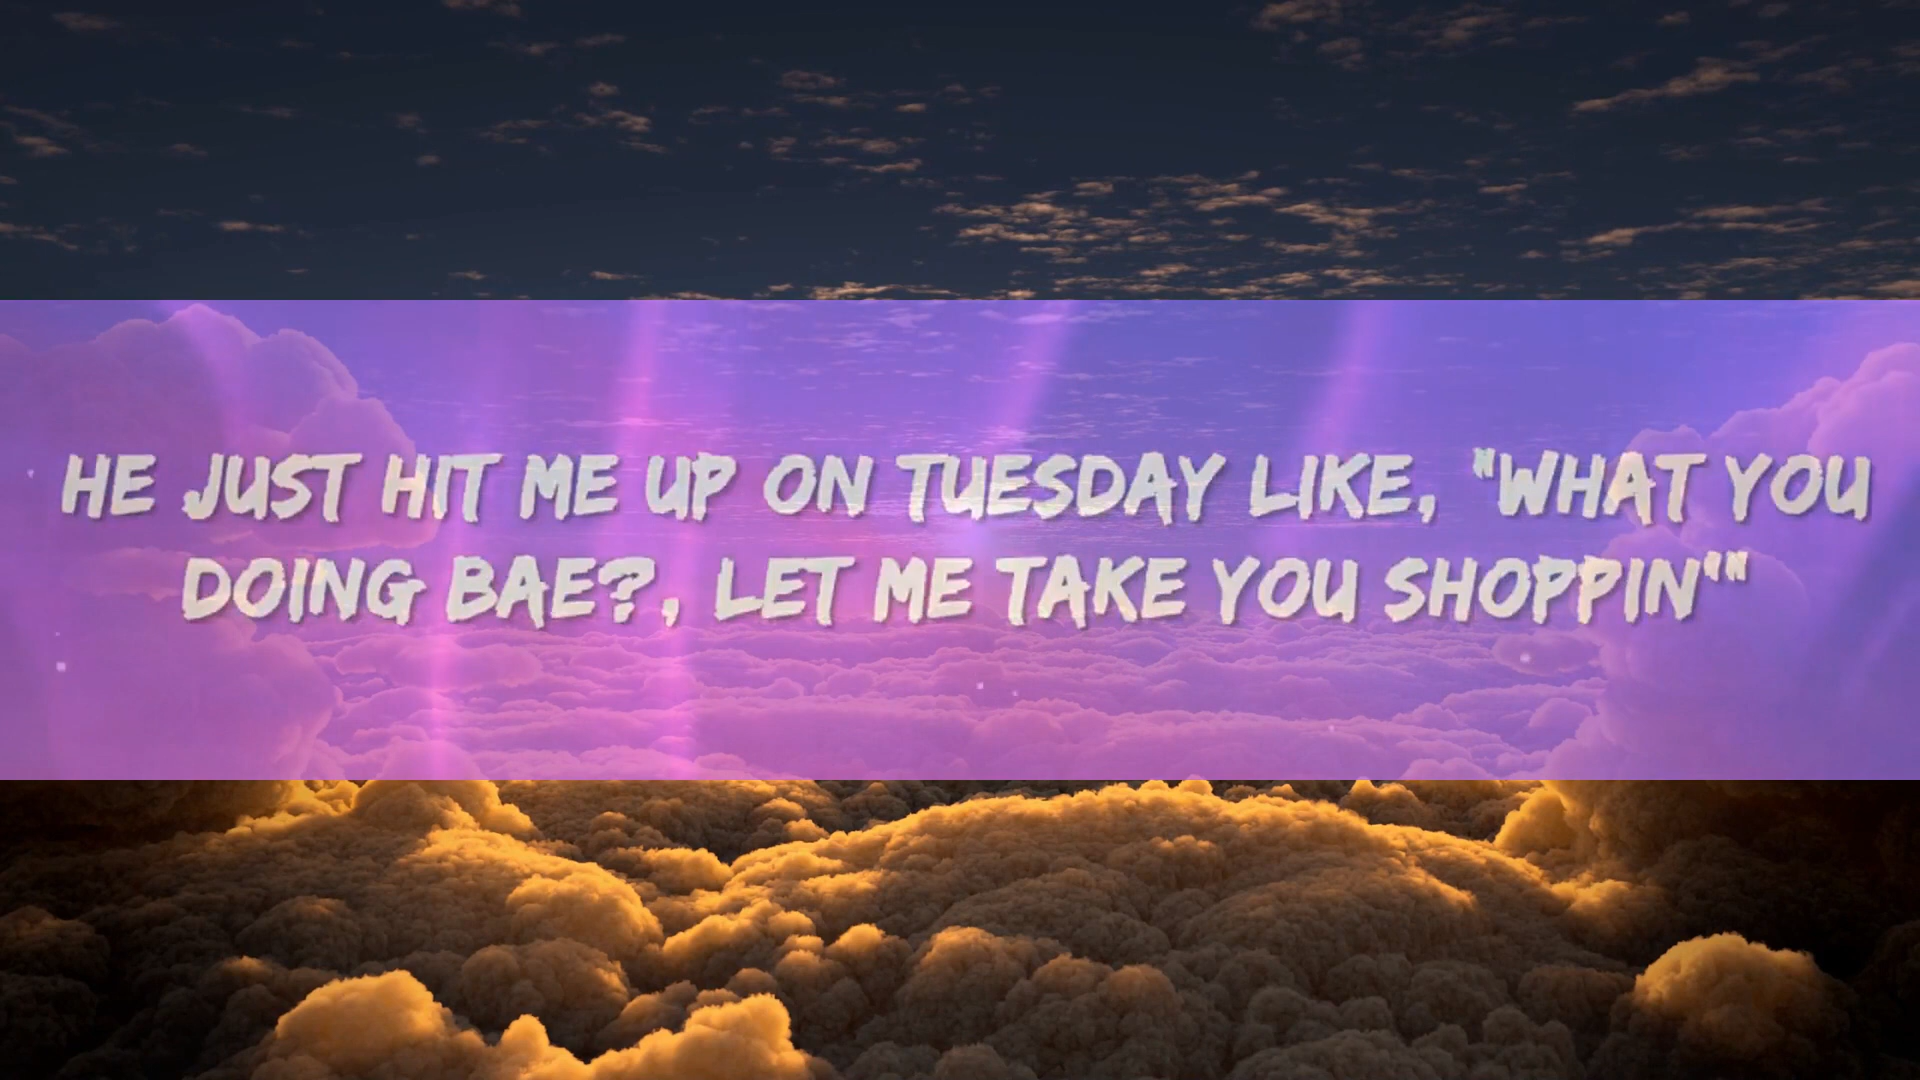 HE JUST HIT ME UP ON TUESDAY LIKE, "WHAT YOU
DOING BAE?, LET ME TAKE YOU SHOPPIN'"